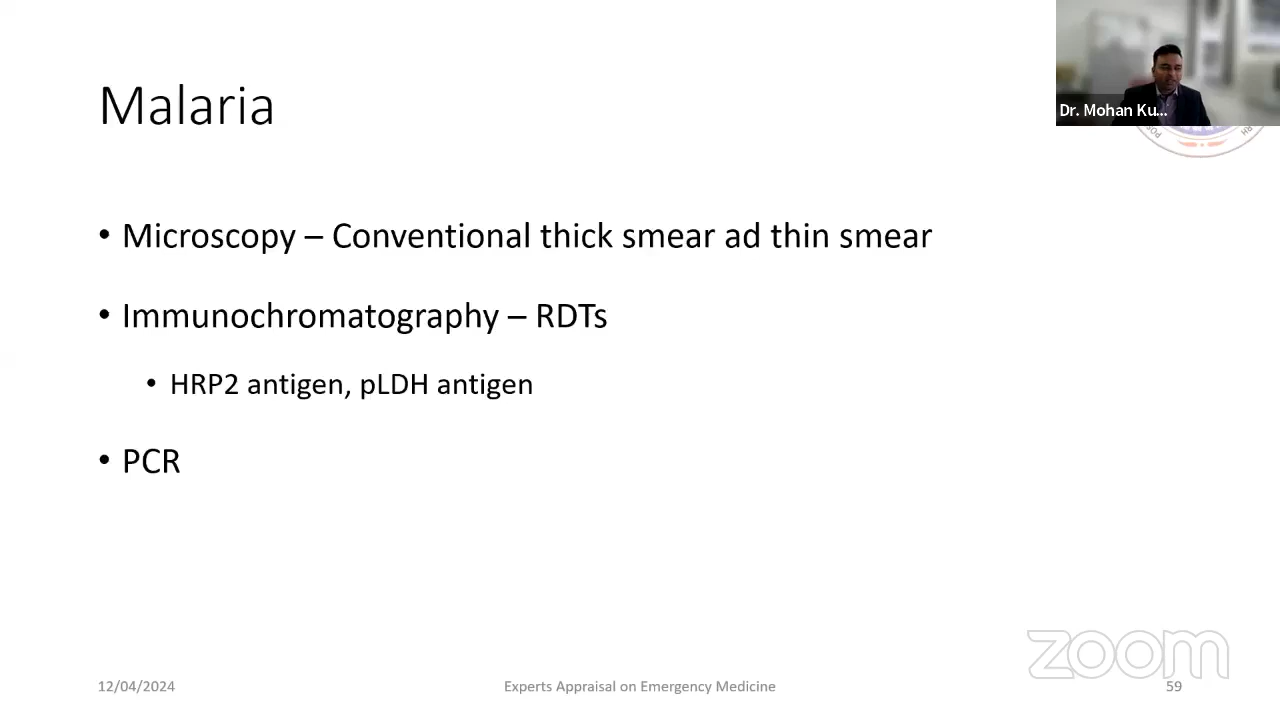 Dr. Mohan Ku...
Malaria
• Microscopy – Conventional thick smear ad thin smear
• Immunochromatography – RDTs
• HRP2 antigen, pLDH antigen
• PCR
zoom
12/04/2024
Experts Appraisal on Emergency Medicine
59